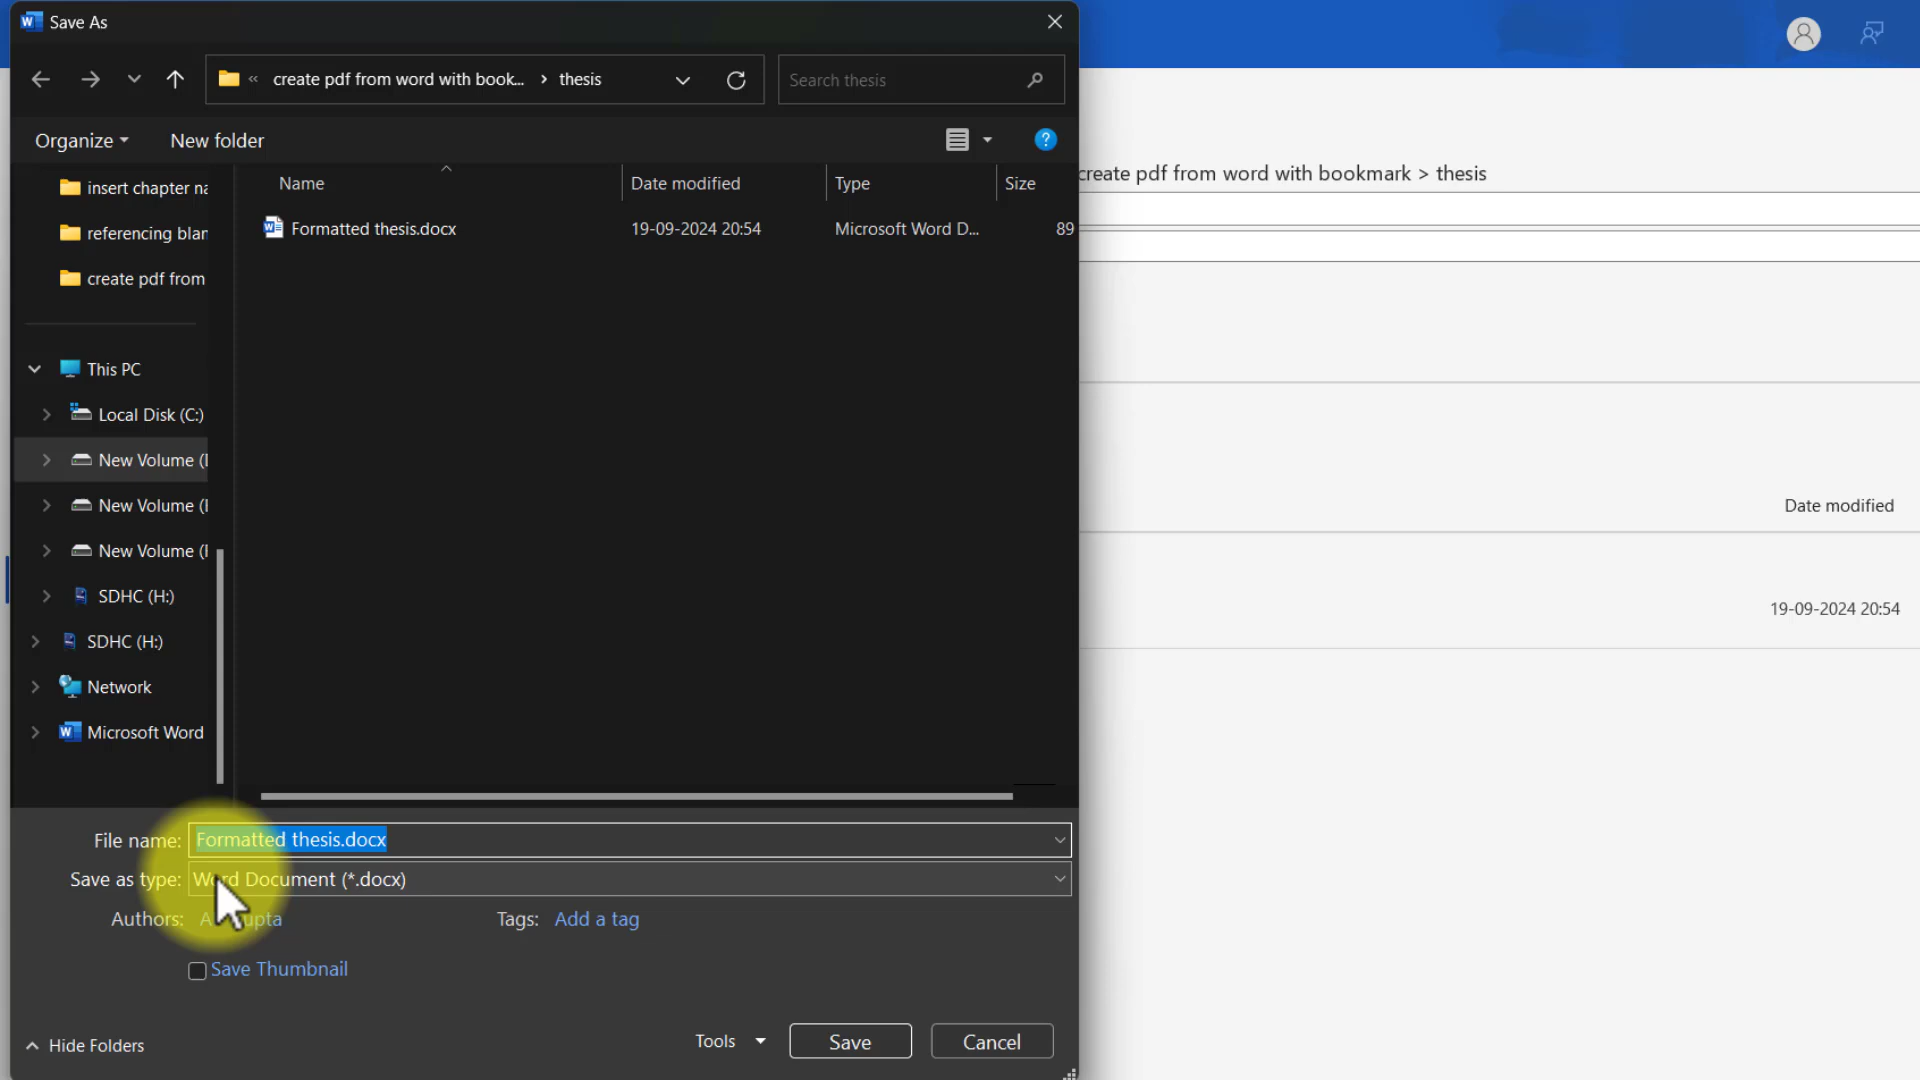 Save As
« create pdf from word with book... > thesis
Search thesis
Organize
New folder
?
Name
Date modified
Type
Size
insert chapter na
Formatted thesis.docx
19-09-2024 20:54
Microsoft Word D...
89
referencing blan
create pdf from
This PC
Local Disk (C:)
New Volume (
New Volume (
New Volume (
SDHC (H:)
SDHC (H:)
Network
Microsoft Word
create pdf from word with bookmark > thesis
Date modified
19-09-2024 20:54
File name: Formatted thesis.docx
Save as type: Word Document (*.docx)
Authors:
Tags: Add a tag
Save Thumbnail
Hide Folders
Tools
Save
Cancel